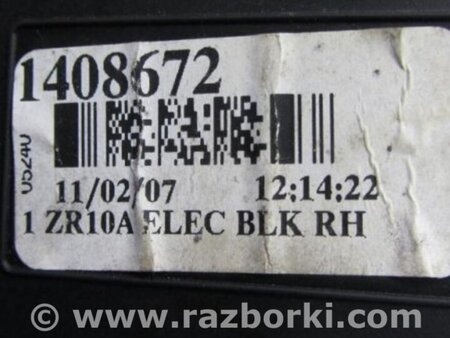 1408672
11/02/07 12:14:22
1 ZR10A ELEC BLK RH
© www.razborki.com